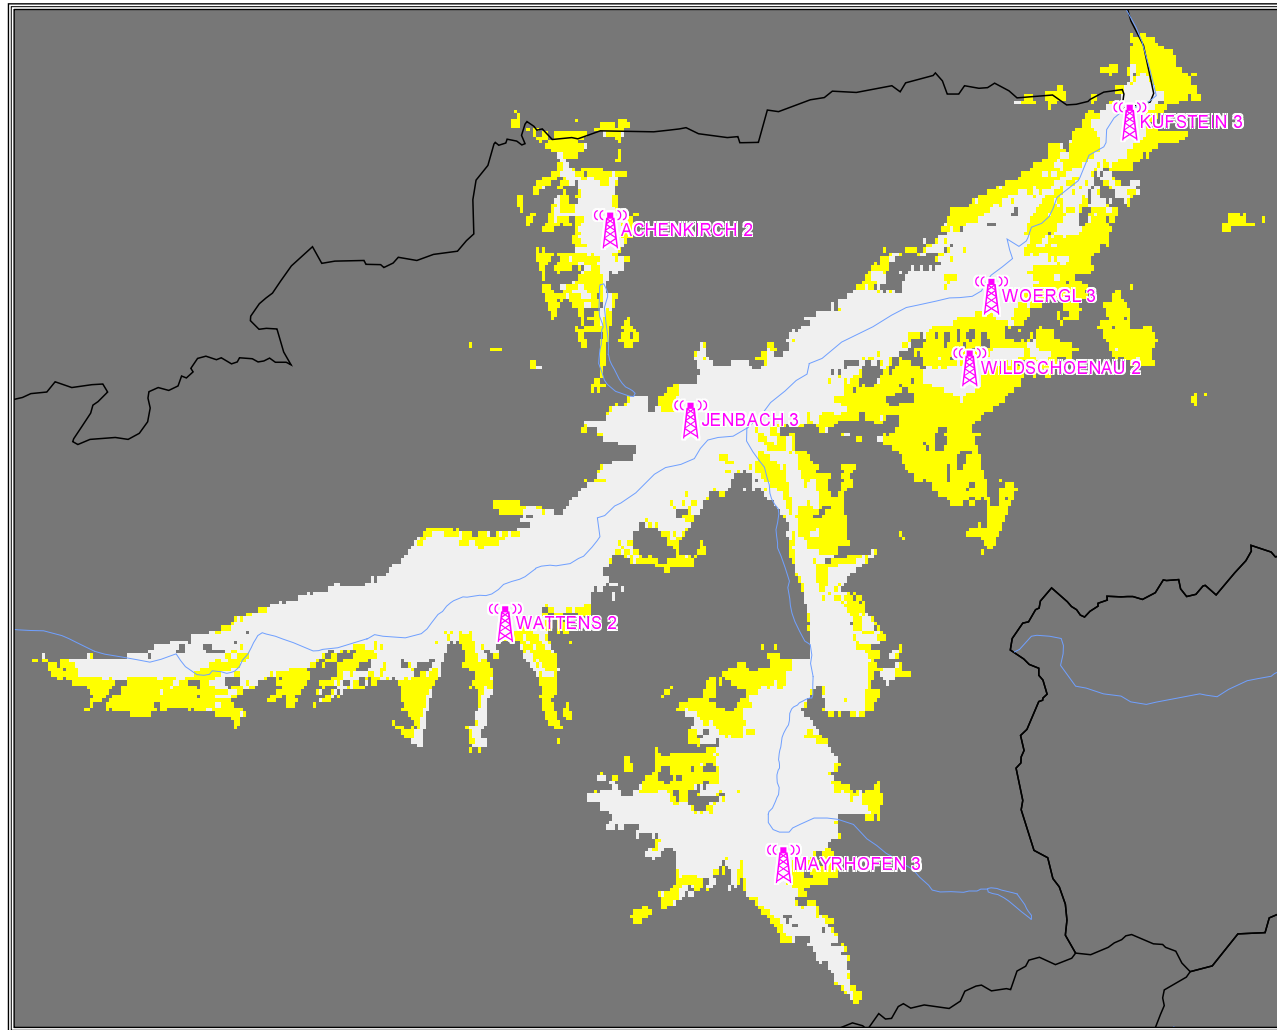 KUFSTEIN 3
ACHENKIRCH 2
WOERGL 3
WILDSCHOENAU 2
JENBACH 3
WATTENS 2
MAYRHOFEN 3